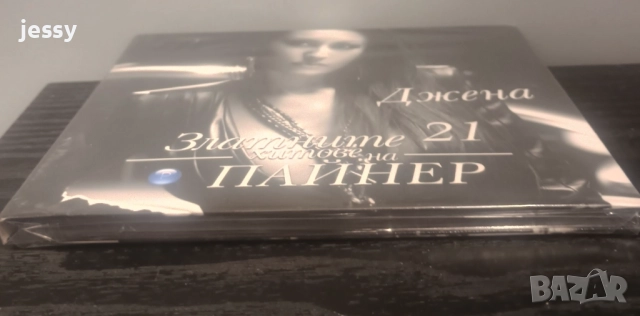 jessy
Джена
Златните 21
хитове на
ПАЙНЕР
BAZAR